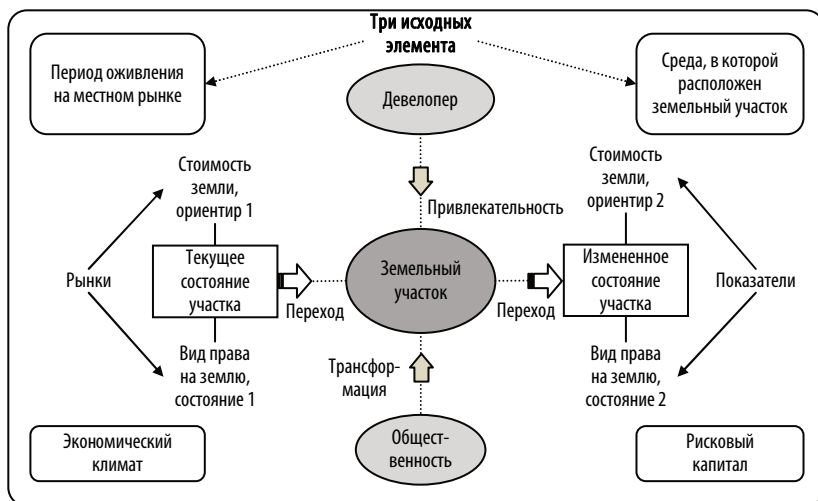 Три исходных
элемента
Период оживления
на местном рынке
Девелопер
Среда, в которой
расположен
земельный участок
Стоимость
земли,
ориентир 1
Привлекательность
Стоимость
земли,
ориентир 2
Рынки
Текущее
состояние
участка
Переход
Земельный
участок
Переход
Измененное
состояние
участка
Показатели
Вид права
на землю,
состояние 1
Трансфор-
мация
Вид права
на землю,
состояние 2
Экономический
климат
Общест-
венность
Рисковый
капитал